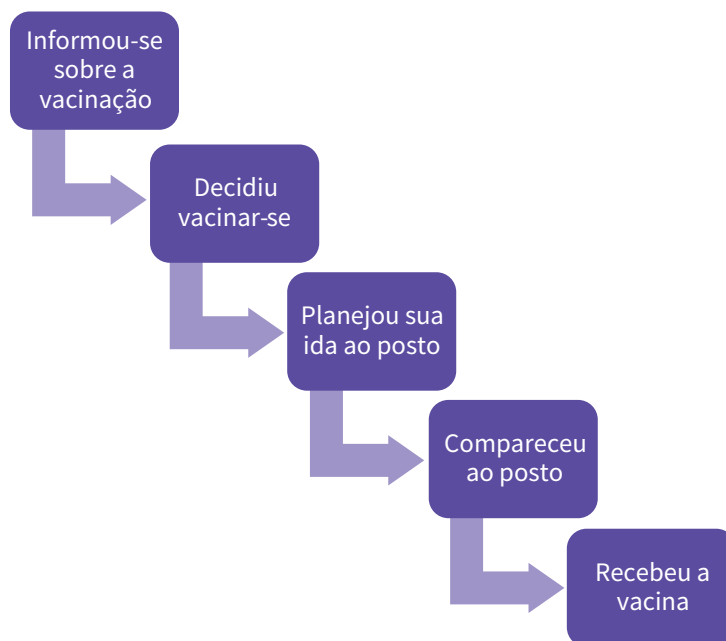 Informou-se
sobre a
vacinação
Decidiu
vacinar-se
Planejou sua
ida ao posto
Compareceu
ao posto
Recebeu a
vacina